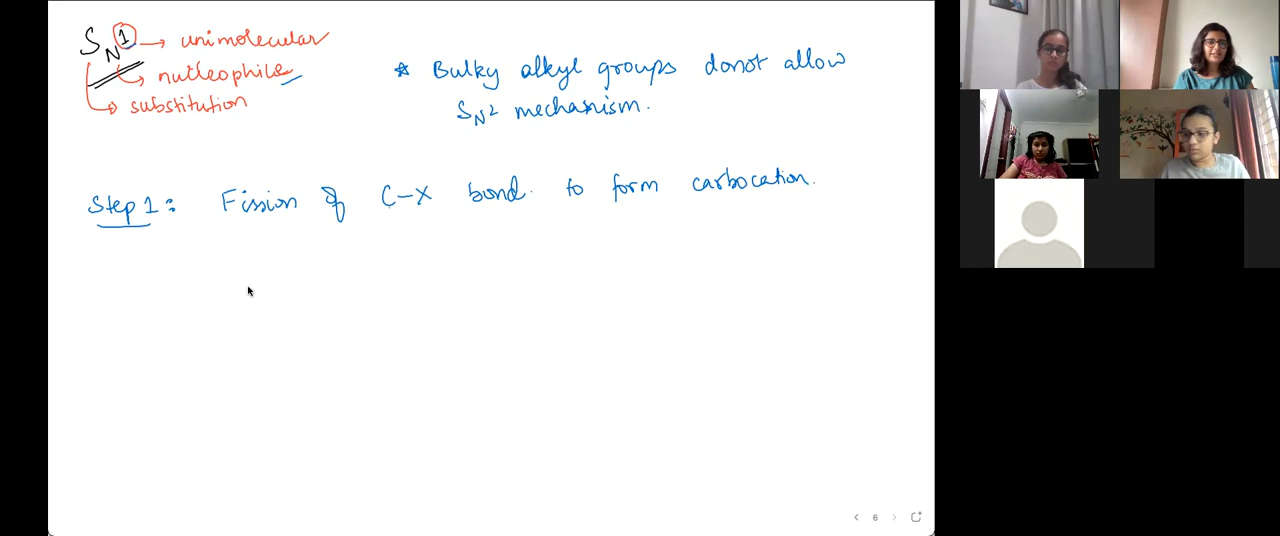 SN1 → unimolecular
→ nucleophile
→ substitution
* Bulky alkyl groups donot allow
SN2 mechanism.
Step 1: Fission of C-X bond. to form carbocation.
< 6 >